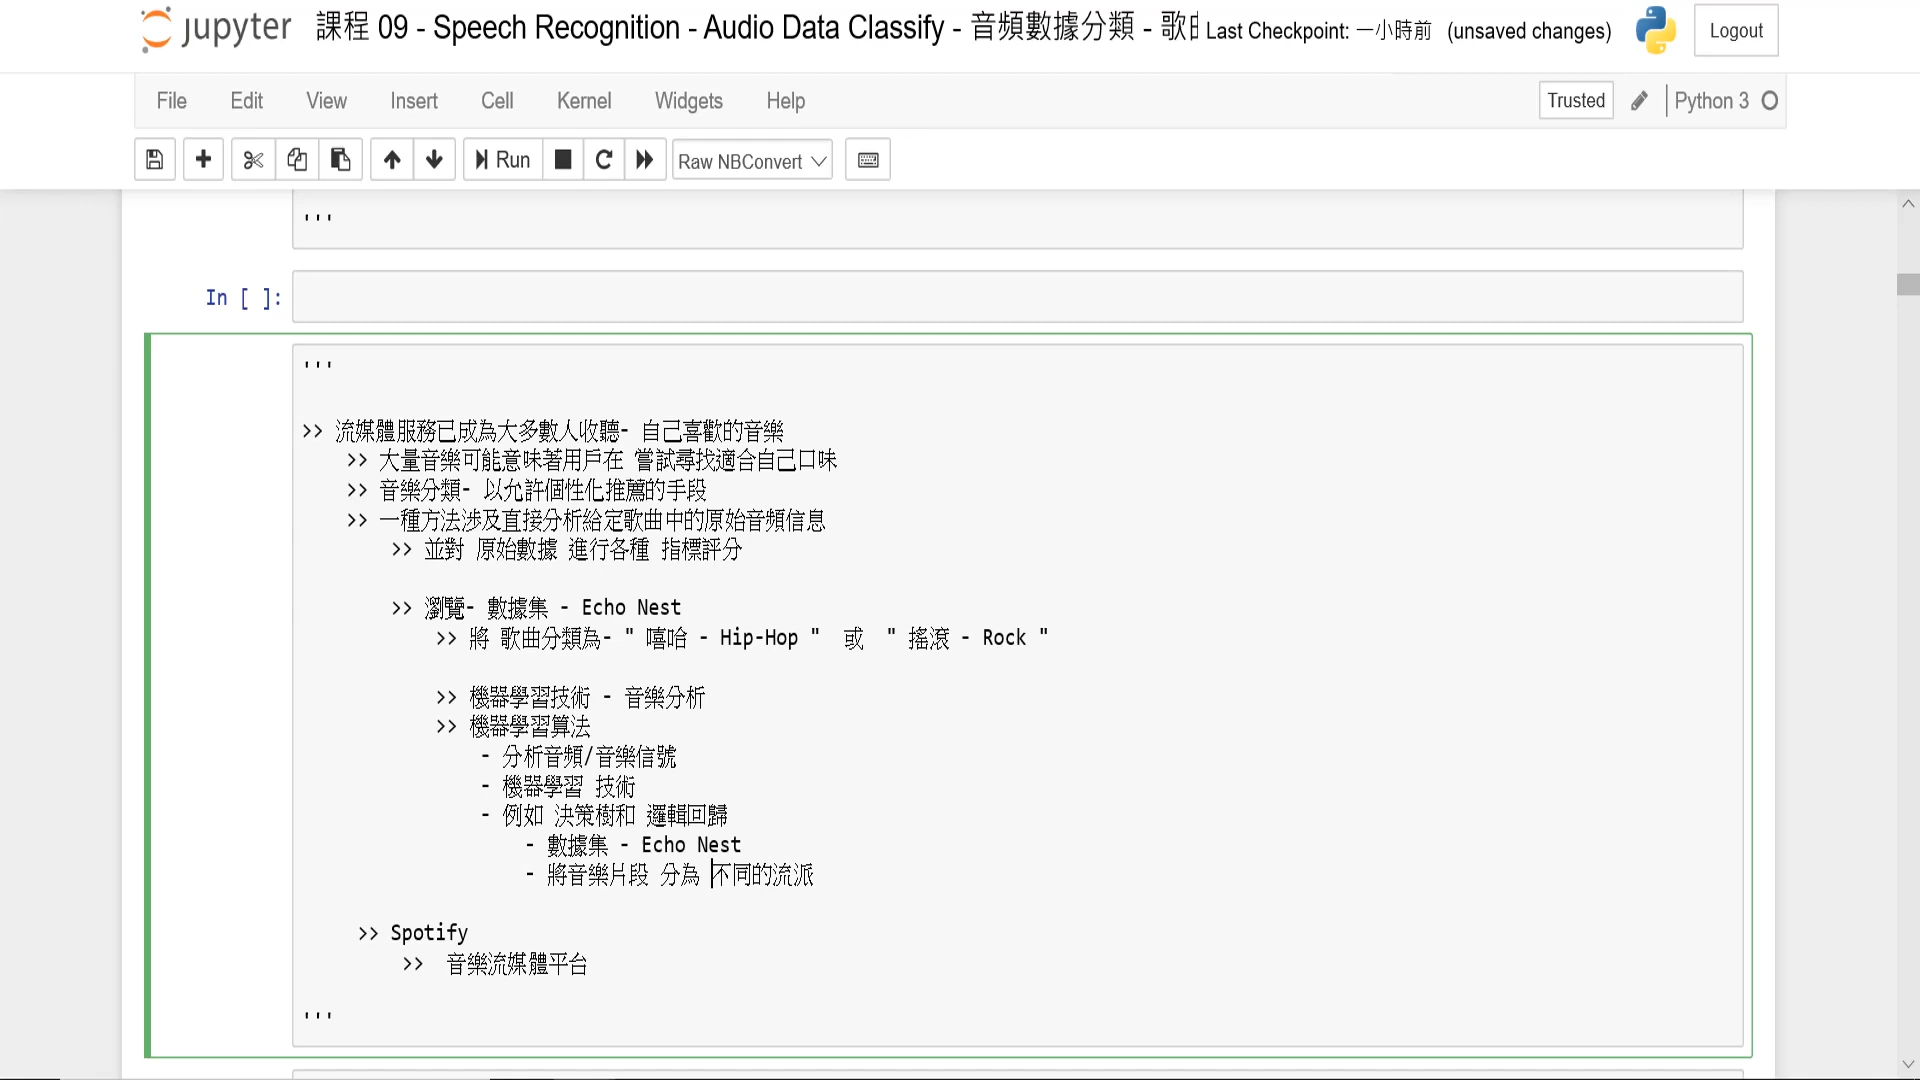 jupyter 課程 09 - Speech Recognition - Audio Data Classify - 音頻數據分類 - 歌 Last Checkpoint: 一小時前 (unsaved changes) Logout
File Edit View Insert Cell Kernel Widgets Help Trusted Python 3
Run Raw NBConvert
'''
In [ ]:
'''
>> 流媒體服務已成為大多數人收聽- 自己喜歡的音樂
>> 大量音樂可能意味著用戶在 嘗試尋找適合自己口味
>> 音樂分類- 以允許個性化推薦的手段
>> 一種方法涉及直接分析給定歌曲中的原始音頻信息
>> 並對 原始數據 進行各種 指標評分
>> 瀏覽- 數據集 - Echo Nest
>> 將 歌曲分類為- " 嘻哈 - Hip-Hop " 或 " 搖滾 - Rock "
>> 機器學習技術 - 音樂分析
>> 機器學習算法
- 分析音頻/音樂信號
- 機器學習 技術
- 例如 決策樹和 邏輯回歸
- 數據集 - Echo Nest
- 將音樂片段 分為 不同的流派
>> Spotify
>> 音樂流媒體平台
'''